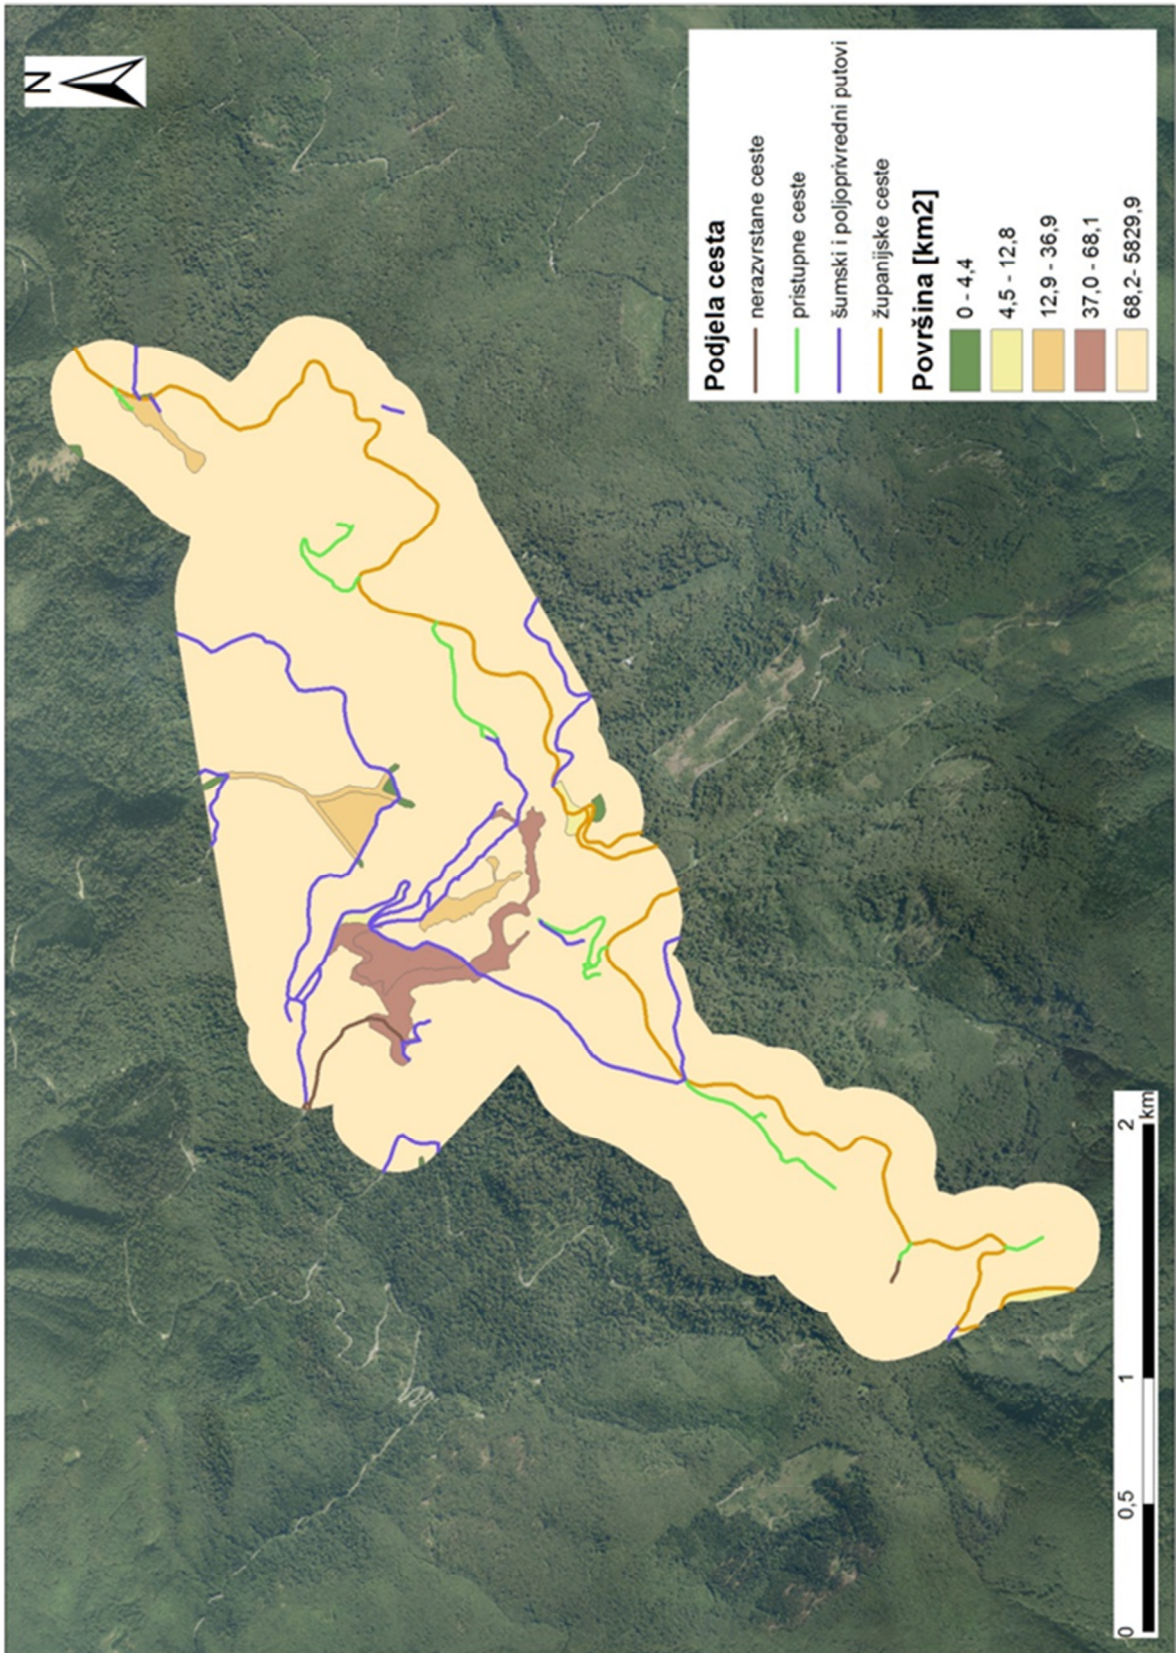 N
Podjela cesta
nerazvrstane ceste
pristupne ceste
šumski i poljoprivredni putovi
županijske ceste
Površina [km2]
0 - 4,4
4,5 - 12,8
12,9 - 36,9
37,0 - 68,1
68,2- 5829,9
0 0,5 1 2
km